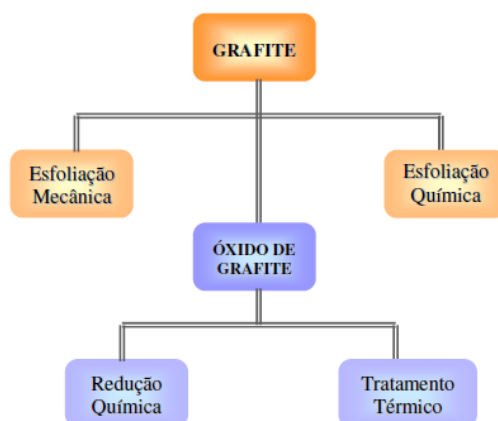 GRAFITE
Esfoliação
Mecânica
Esfoliação
Química
ÓXIDO DE
GRAFITE
Redução
Química
Tratamento
Térmico